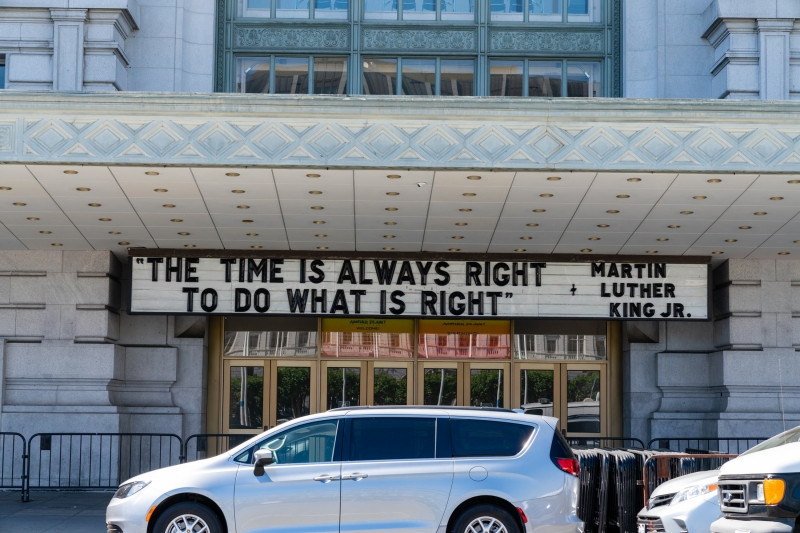 "THE TIME IS ALWAYS RIGHT
TO DO WHAT IS RIGHT"
MARTIN
LUTHER
KING JR.